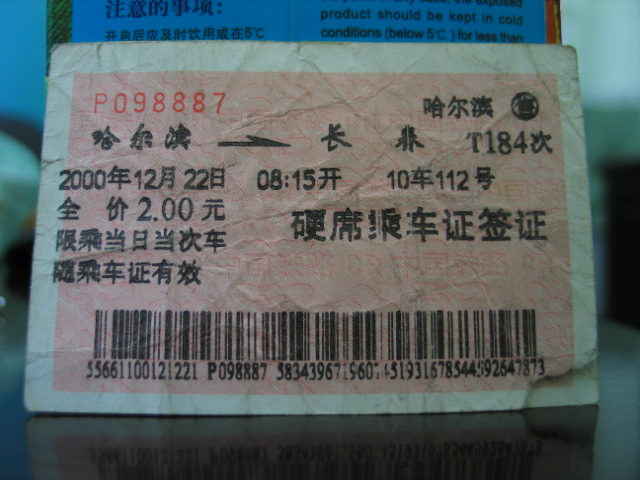 注意的事项：
开启后应及时饮用或在5℃
product should be kept in cold
conditions (below 5℃) for less than
P098887
哈尔滨 售
哈尔滨 长 T184次
2000年12月22日 08:15开 10车112号
全 价 2.00 元
硬席乘车证签证
限乘当日当次车
随乘车证有效
55661100121221 P098887